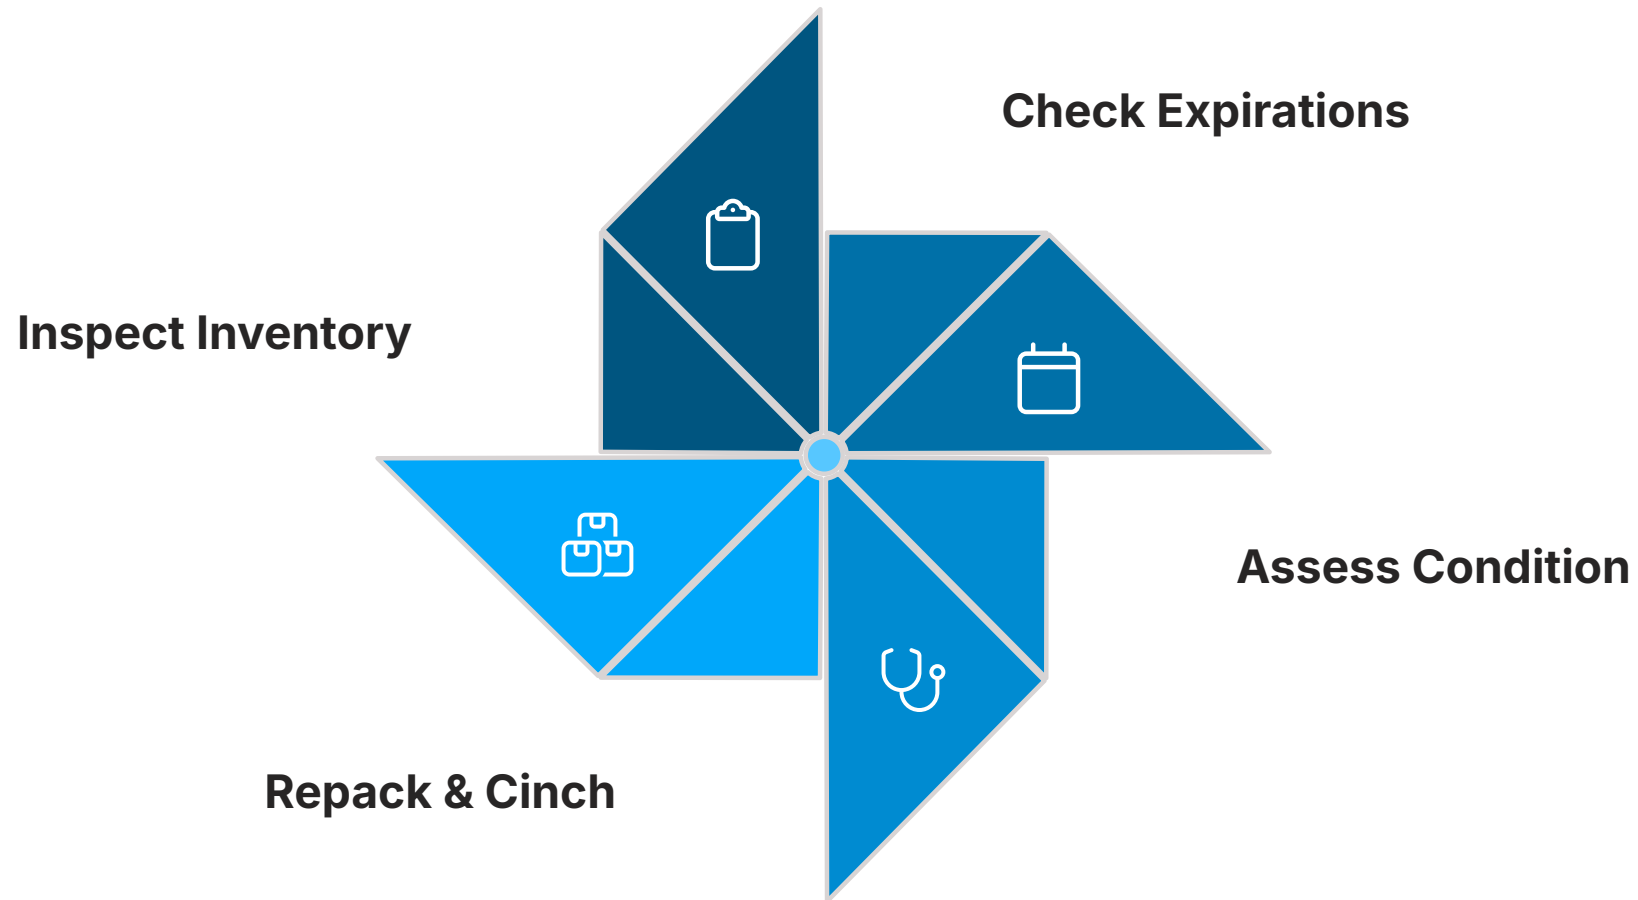 Check Expirations
Inspect Inventory
Assess Condition
Repack & Cinch